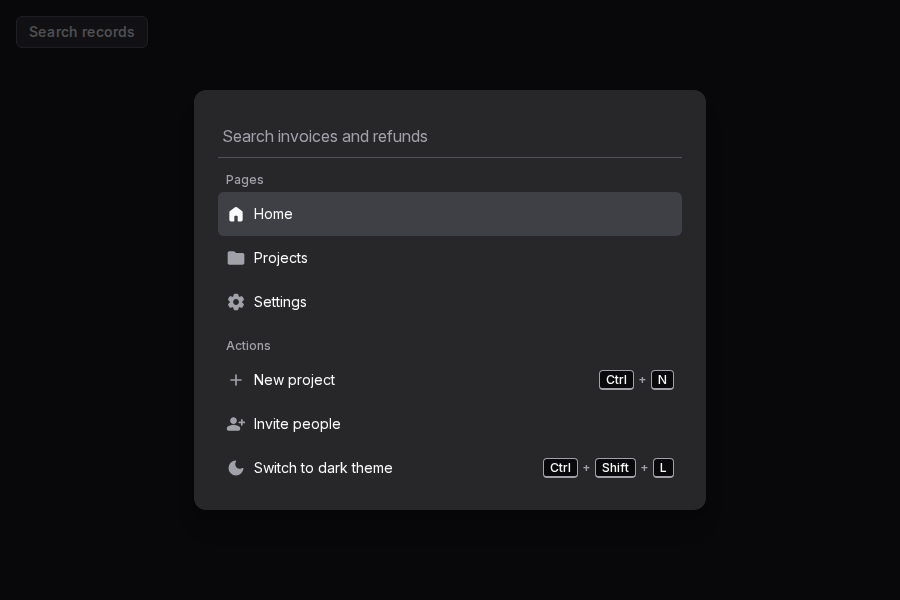 Search records
Search invoices and refunds
Pages
Home
Projects
Settings
Actions
New project Ctrl + N
Invite people
Switch to dark theme Ctrl + Shift + L